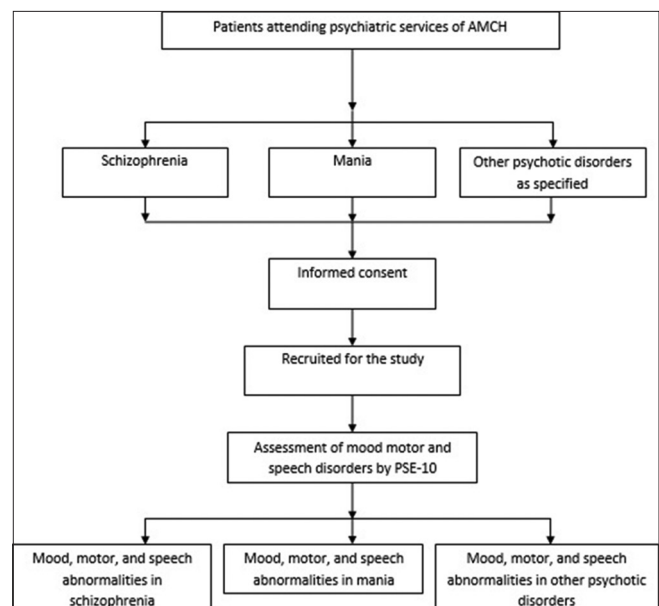 Patients attending psychiatric services of AMCH
Schizophrenia
Mania
Other psychotic disorders
as specified
Informed consent
Recruited for the study
Assessment of mood motor and
speech disorders by PSE-10
Mood, motor, and speech
abnormalities in
schizophrenia
Mood, motor, and speech
abnormalities in mania
Mood, motor, and speech
abnormalities in other psychotic
disorders